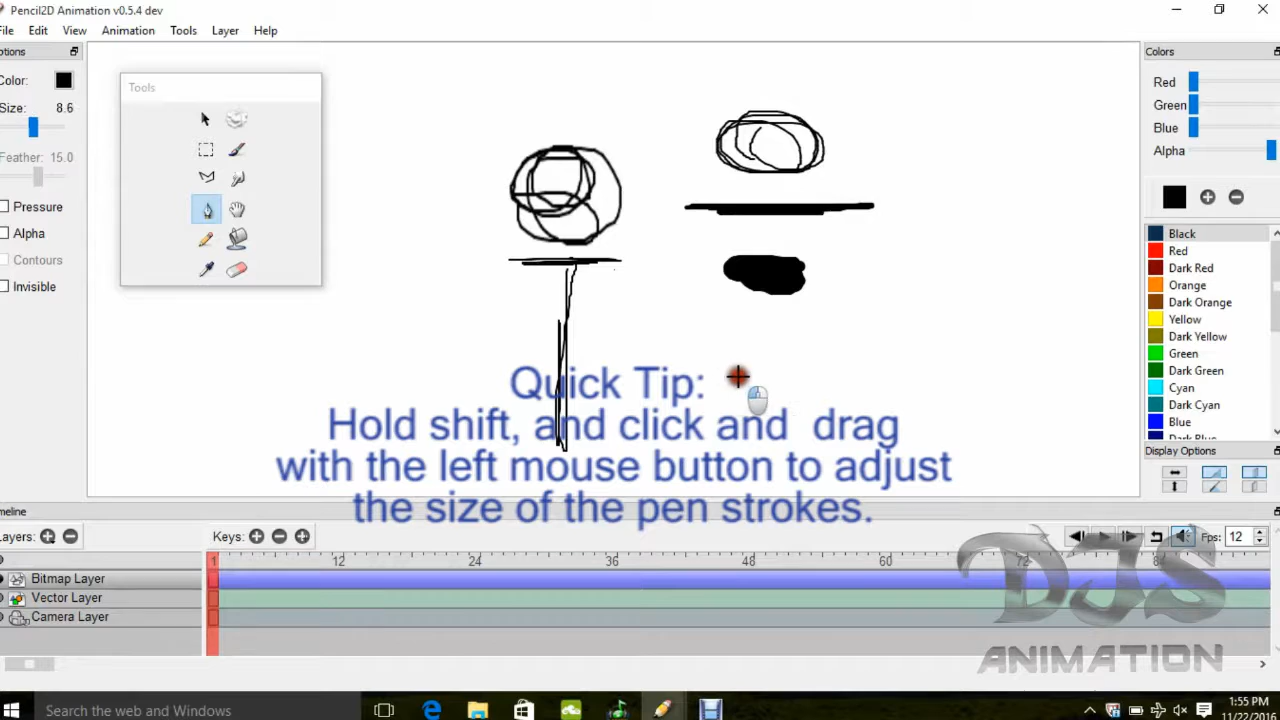 Pencil2D Animation v0.5.4 dev
File Edit View Animation Tools Layer Help
Options
Color:
Size: 8.6
Feather: 15.0
Pressure
Alpha
Contours
Invisible
Tools
Quick Tip:
Hold shift, and click and drag
with the left mouse button to adjust
the size of the pen strokes.
Colors
Red
Green
Blue
Alpha
Black
Red
Dark Red
Orange
Dark Orange
Yellow
Dark Yellow
Green
Dark Green
Cyan
Dark Cyan
Blue
Dark Blue
Display Options
Timeline
Layers: Keys: Fps: 12
1 12 24 36 48 60 72 84
Bitmap Layer
Vector Layer
Camera Layer
DJS
ANIMATION
Search the web and Windows
1:55 PM
11/22/2016